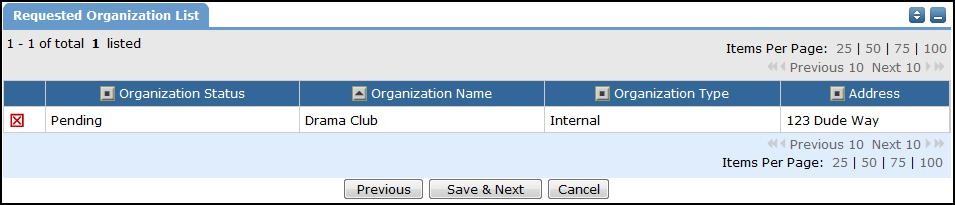 Requested Organization List
1 - 1 of total 1 listed
Items Per Page: 25 | 50 | 75 | 100
Previous 10 Next 10
Organization Status Organization Name Organization Type Address
Pending Drama Club Internal 123 Dude Way
Previous 10 Next 10
Items Per Page: 25 | 50 | 75 | 100
Previous Save & Next Cancel